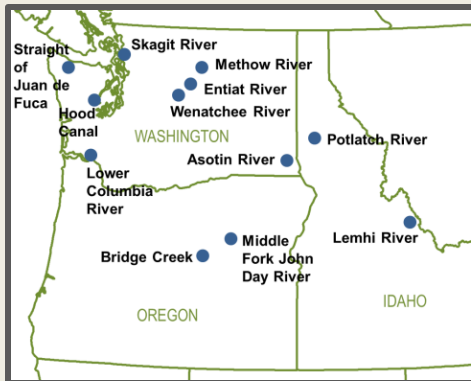 Straight
of
Juan de
Fuca
Skagit River
Methow River
Entiat River
Wenatchee River
Hood
Canal
WASHINGTON
Potlatch River
Asotin River
Lower
Columbia
River
Lemhi River
Middle
Fork John
Day River
Bridge Creek
OREGON
IDAHO